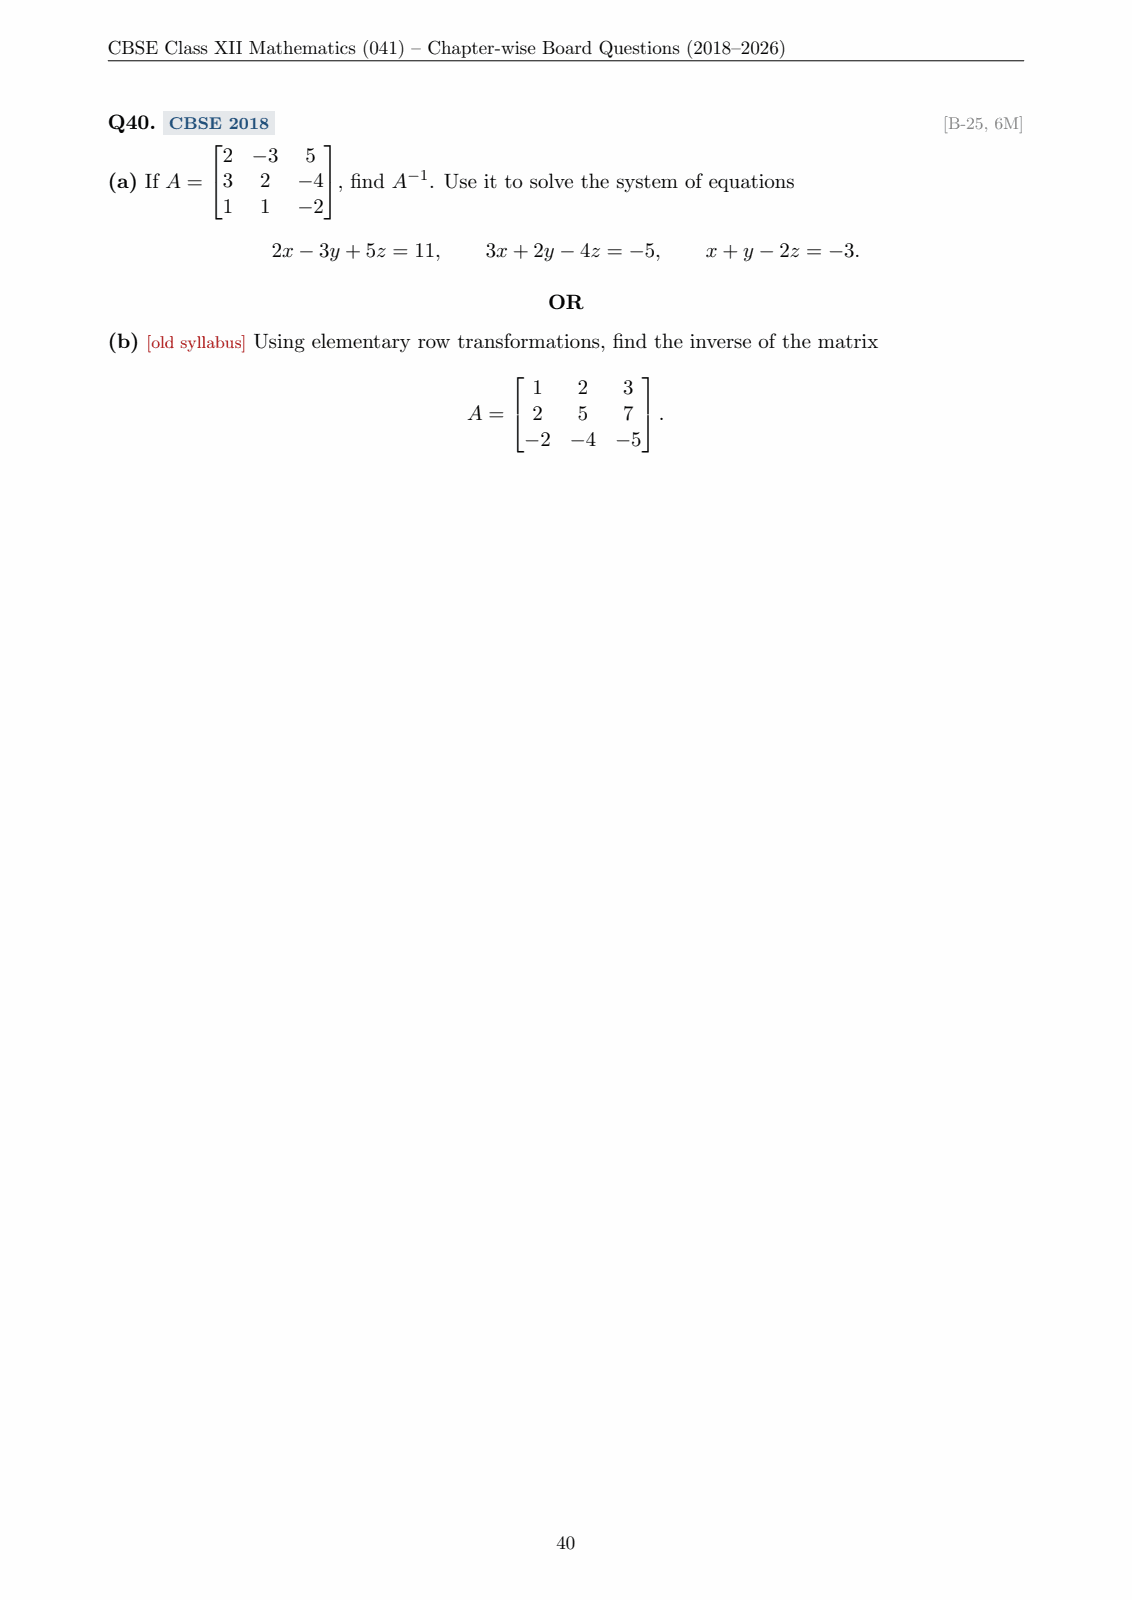 CBSE Class XII Mathematics (041) – Chapter-wise Board Questions (2018–2026)
Q40. CBSE 2018 [B-25, 6M]
(a) If A = [2 −3 5; 3 2 −4; 1 1 −2], find A⁻¹. Use it to solve the system of equations
2x − 3y + 5z = 11, 3x + 2y − 4z = −5, x + y − 2z = −3.
OR
(b) [old syllabus] Using elementary row transformations, find the inverse of the matrix
A = [1 2 3; 2 5 7; −2 −4 −5].
40